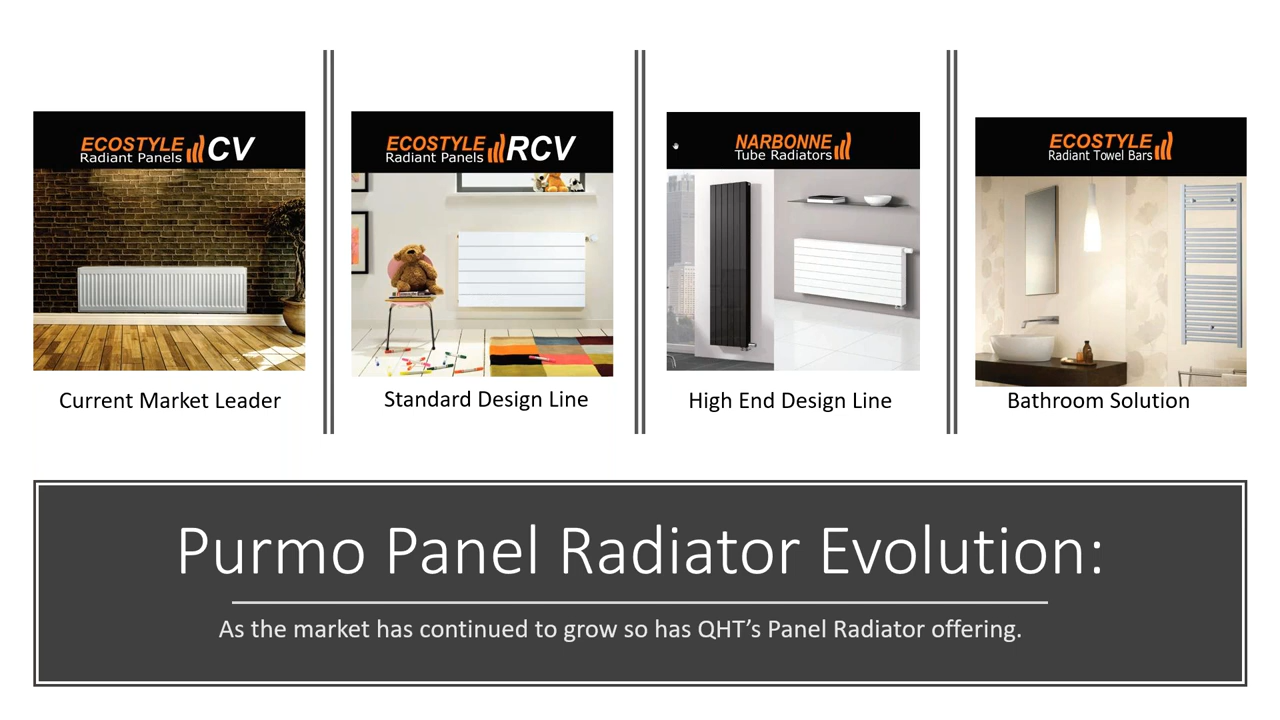 ECOSTYLE CV
Radiant Panels
Current Market Leader
ECOSTYLE RCV
Radiant Panels
Standard Design Line
NARBONNE
Tube Radiators
High End Design Line
ECOSTYLE
Radiant Towel Bars
Bathroom Solution
Purmo Panel Radiator Evolution:
As the market has continued to grow so has QHT’s Panel Radiator offering.